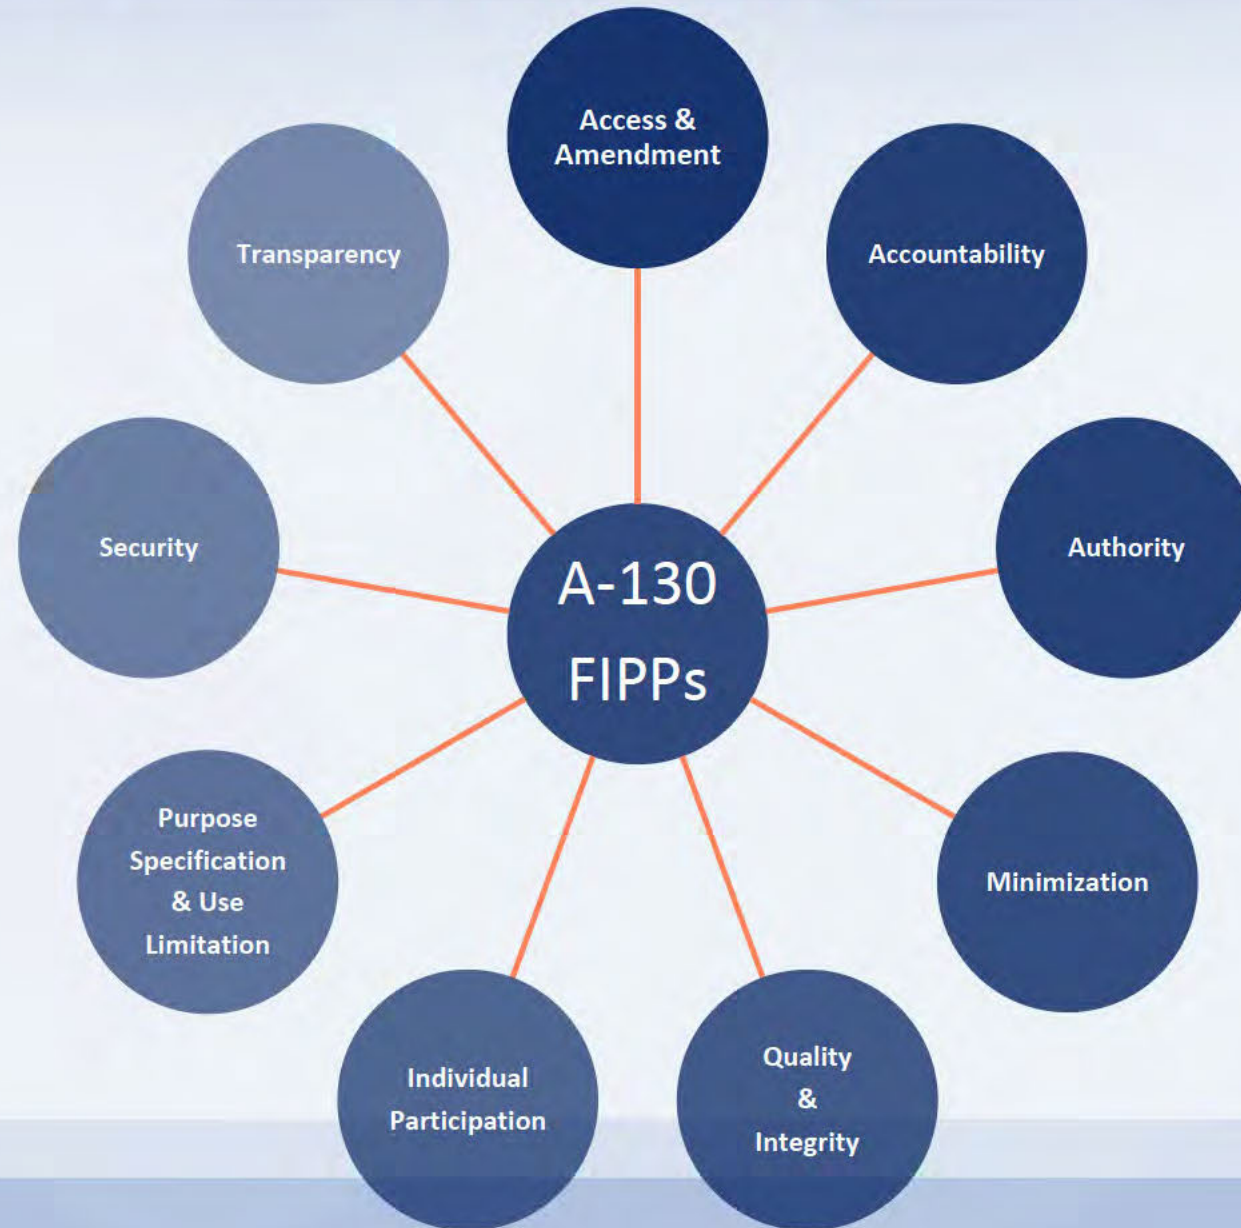 Access &
Amendment
Accountability
Authority
Minimization
Quality
&
Integrity
Individual
Participation
Purpose
Specification
& Use
Limitation
Security
Transparency
A-130
FIPPs